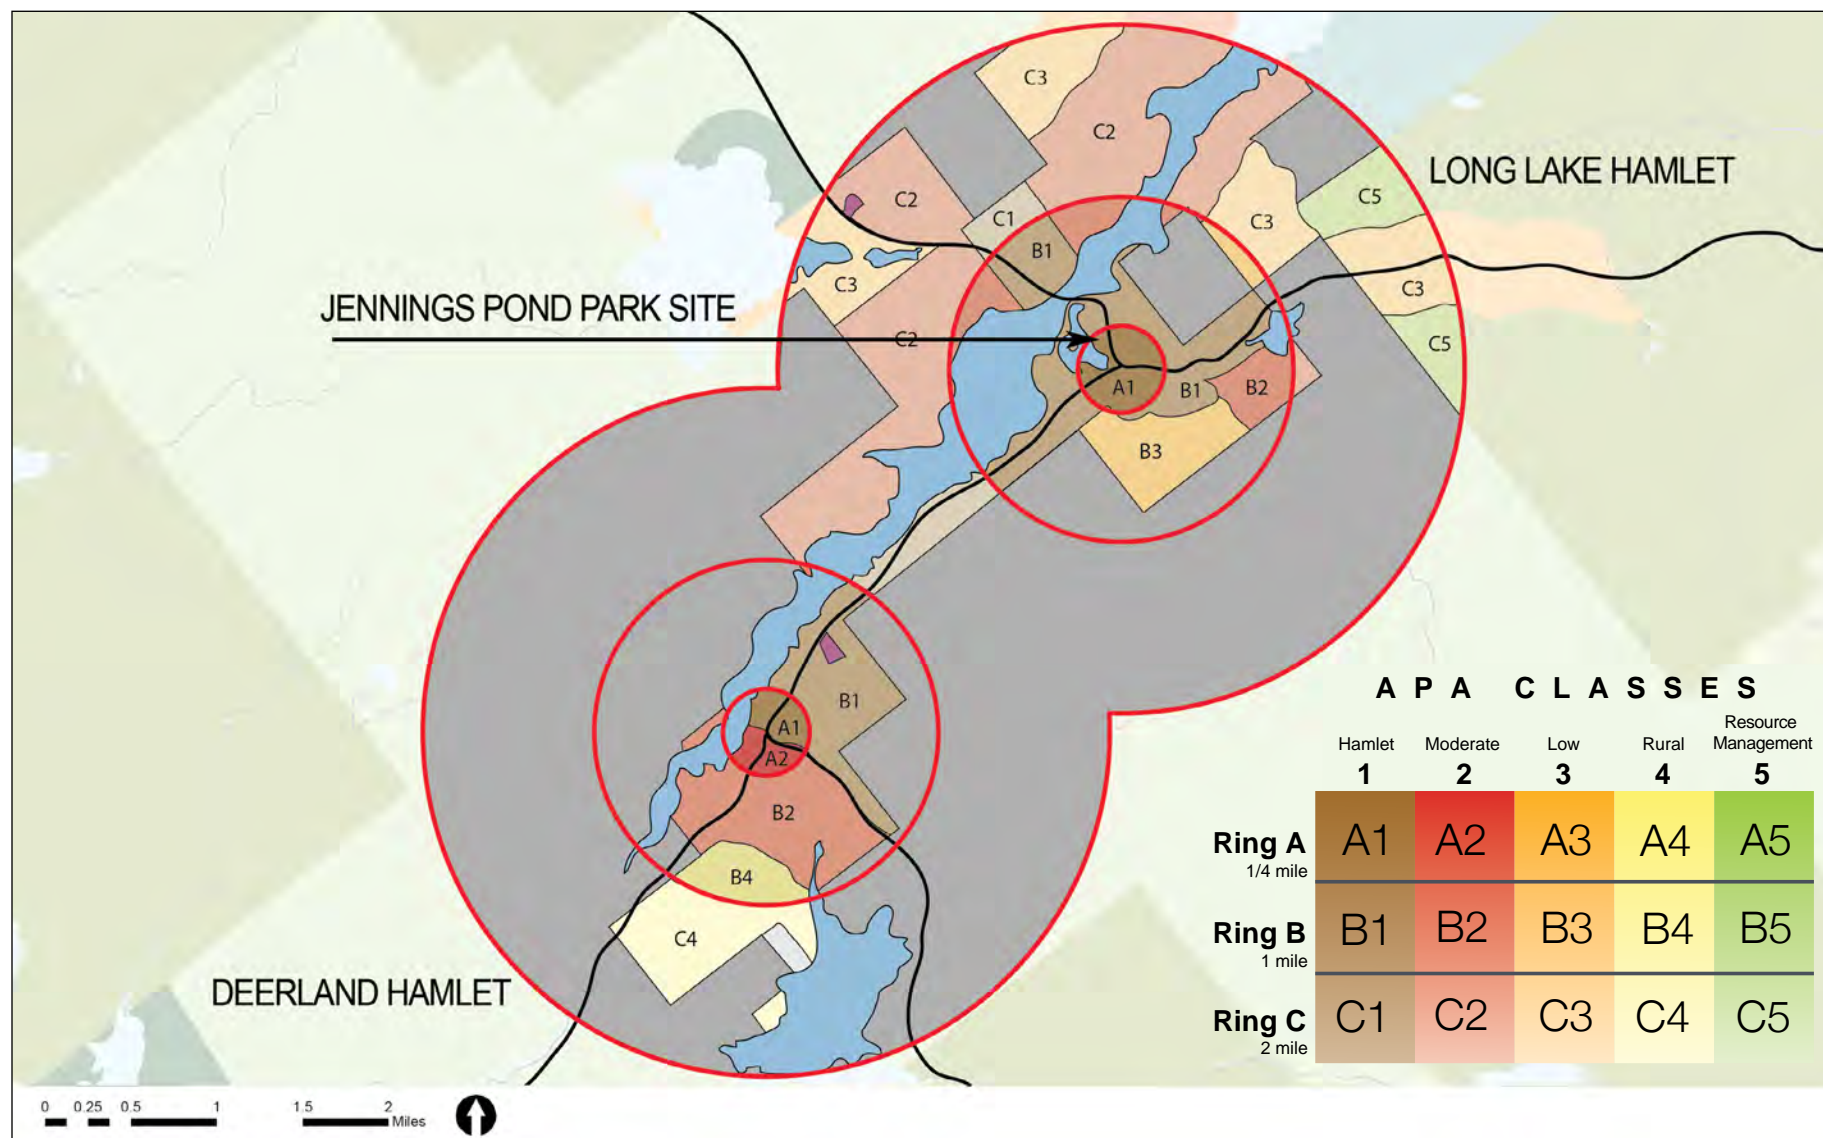 C3
C2
LONG LAKE HAMLET
C2
C5
C1
C3
B1
C3
C3
JENNINGS POND PARK SITE
C2
C5
A1
B1
B2
B3
B1
A1
A2
B2
B4
C4
DEERLAND HAMLET
APA CLASSES
Hamlet Moderate Low Rural Resource Management
1 2 3 4 5
Ring A A1 A2 A3 A4 A5
1/4 mile
Ring B B1 B2 B3 B4 B5
1 mile
Ring C C1 C2 C3 C4 C5
2 mile
0 0.25 0.5 1 1.5 2
Miles